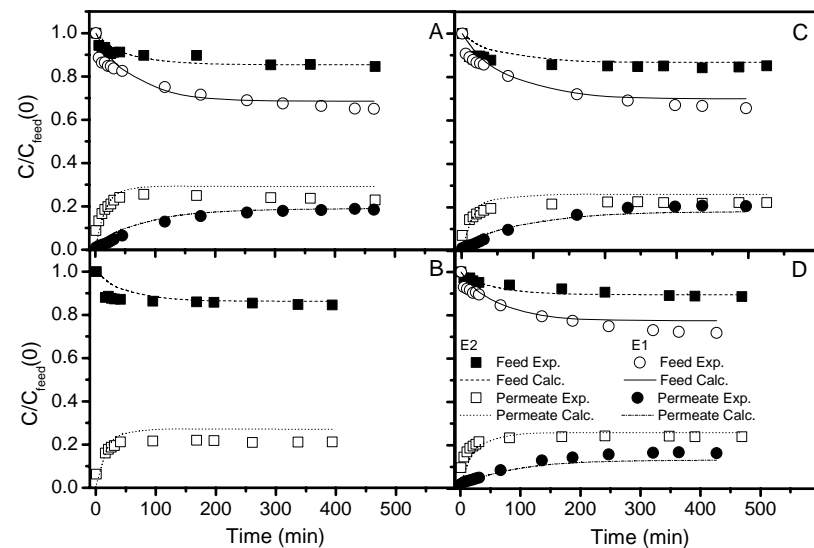 A
C
1.0
0.8
0.6
0.4
0.2
0.0
C/C_feed(0)
B
D
1.0
0.8
0.6
0.4
0.2
0.0
C/C_feed(0)
E2 E1
Feed Exp. Feed Exp.
Feed Calc. Feed Calc.
Permeate Exp. Permeate Exp.
Permeate Calc. Permeate Calc.
0 100 200 300 400 500 0 100 200 300 400 500
Time (min) Time (min)